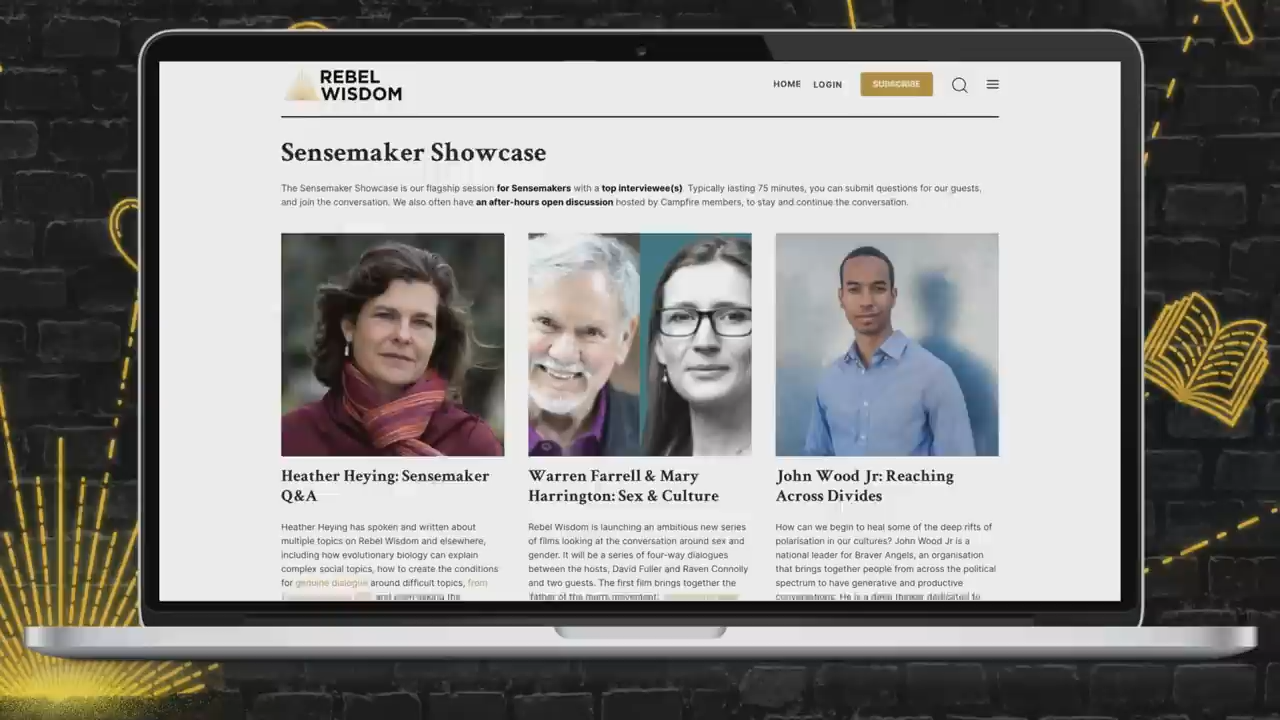 REBEL
WISDOM
HOME
LOGIN
SUBSCRIBE
Sensemaker Showcase
The Sensemaker Showcase is our flagship session for Sensemakers with a top interviewee(s). Typically lasting 75 minutes, you can submit questions for our guests,
and join the conversation. We also often have an after-hours open discussion hosted by Campfire members, to stay and continue the conversation.
Heather Heying: Sensemaker
Q&A
Heather Heying has spoken and written about
multiple topics on Rebel Wisdom and elsewhere,
including how evolutionary biology can explain
complex social topics, how to create the conditions
for genuine dialogue around difficult topics, from
Warren Farrell & Mary
Harrington: Sex & Culture
Rebel Wisdom is launching an ambitious new series
of films looking at the conversation around sex and
gender. It will be a series of four-way dialogues
between the hosts, David Fuller and Raven Connolly
and two guests. The first film brings together the
'father of the men's movement',
John Wood Jr: Reaching
Across Divides
How can we begin to heal some of the deep rifts of
polarisation in our cultures? John Wood Jr is a
national leader for Braver Angels, an organisation
that brings together people from across the political
spectrum to have generative and productive
conversations. He is a deep thinker dedicated to